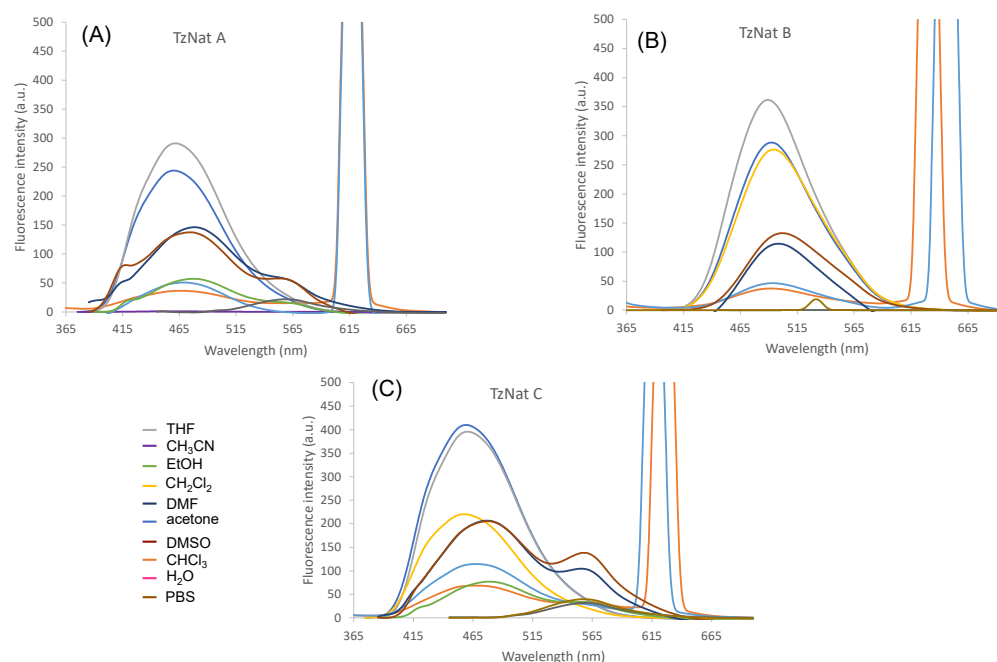 (A)
TzNat A
500
450
400
350
300
250
200
150
100
50
0
365 415 465 515 565 615 665
Fluorescence intensity (a.u.)
Wavelength (nm)
(B)
TzNat B
500
450
400
350
300
250
200
150
100
50
0
365 415 465 515 565 615 665
Fluorescence intensity (a.u.)
Wavelength (nm)
(C)
TzNat C
500
450
400
350
300
250
200
150
100
50
0
365 415 465 515 565 615 665
Fluorescence intensity (a.u.)
Wavelength (nm)
THF
CH₃CN
EtOH
CH₂Cl₂
DMF
acetone
DMSO
CHCl₃
H₂O
PBS